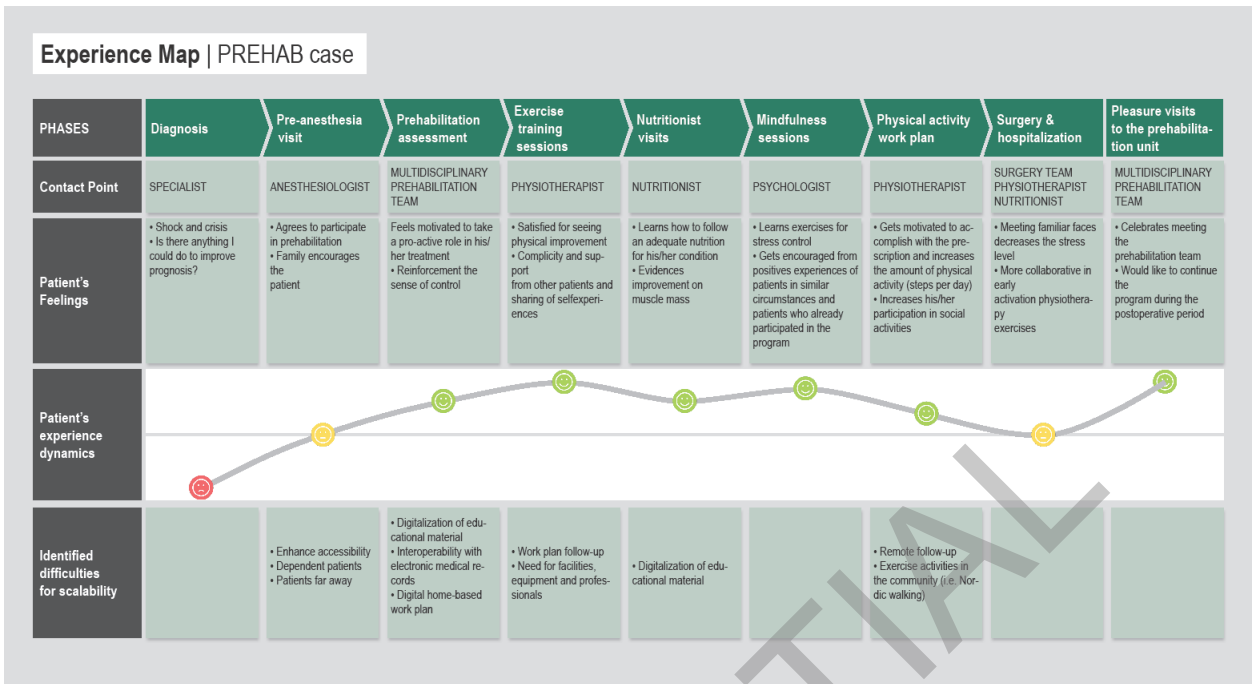 Experience Map | PREHAB case
PHASES
Diagnosis
Pre-anesthesia
visit
Prehabilitation
assessment
Exercise
training
sessions
Nutritionist
visits
Mindfulness
sessions
Physical activity
work plan
Surgery &
hospitalization
Pleasure visits
to the prehabilita-
tion unit
Contact Point
SPECIALIST
ANESTHESIOLOGIST
MULTIDISCIPLINARY
PREHABILITATION
TEAM
PHYSIOTHERAPIST
NUTRITIONIST
PSYCHOLOGIST
PHYSIOTHERAPIST
SURGERY TEAM
PHYSIOTHERAPIST
NUTRITIONIST
MULTIDISCIPLINARY
PREHABILITATION
TEAM
Patient's
Feelings
• Shock and crisis
• Is there anything I
could do to improve
prognosis?
• Agrees to participate
in prehabilitation
• Family encourages
the
patient
Feels motivated to take
a pro-active role in his/
her treatment
• Reinforcement the
sense of control
• Satisfied for seeing
physical improvement
• Complicity and sup-
port
from other patients and
sharing of selfexperi-
ences
• Learns how to follow
an adequate nutrition
for his/her condition
• Evidences
improvement on
muscle mass
• Learns exercises for
stress control
• Gets encouraged from
positives experiences of
patients in similar
circumstances and
patients who already
participated in the
program
• Gets motivated to ac-
complish with the pre-
scription and increases
the amount of physical
activity (steps per day)
• Increases his/her
participation in social
activities
• Meeting familiar faces
decreases the stress
level
• More collaborative in
early
activation physiothera-
py
exercises
• Celebrates meeting
the
prehabilitation team
• Would like to continue
the
program during the
postoperative period
Patient's
experience
dynamics
Identified
difficulties
for scalability
• Enhance accessibility
• Dependent patients
• Patients far away
• Digitalization of edu-
cational material
• Interoperability with
electronic medical re-
cords
• Digital home-based
work plan
• Work plan follow-up
• Need for facilities,
equipment and profes-
sionals
• Digitalization of edu-
cational material
• Remote follow-up
• Exercise activities in
the community (i.e. Nor-
dic walking)
TIAL